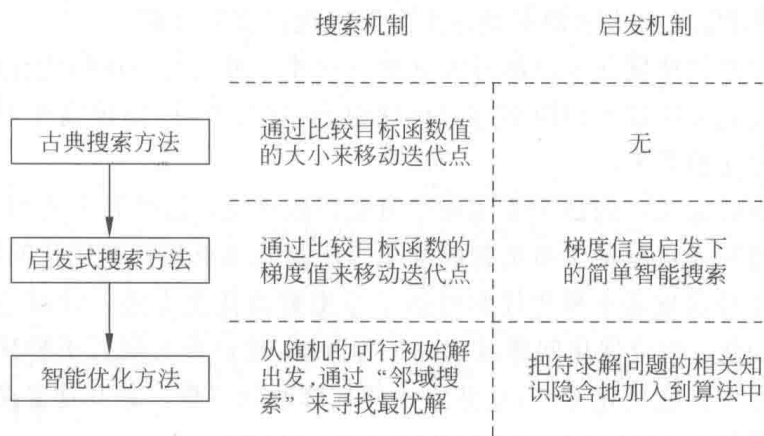 搜索机制
启发机制
古典搜索方法
通过比较目标函数值
的大小来移动迭代点
无
启发式搜索方法
通过比较目标函数的
梯度值来移动迭代点
梯度信息启发下
的简单智能搜索
智能优化方法
从随机的可行初始解
出发,通过“邻域搜
索”来寻找最优解
把待求解问题的相关知
识隐含地加入到算法中